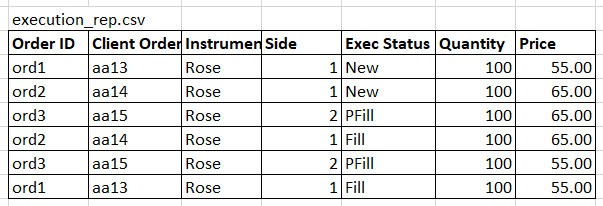 execution_rep.csv
Order ID Client Order Instrumen Side Exec Status Quantity Price
ord1 aa13 Rose 1 New 100 55.00
ord2 aa14 Rose 1 New 100 65.00
ord3 aa15 Rose 2 PFill 100 65.00
ord2 aa14 Rose 1 Fill 100 65.00
ord3 aa15 Rose 2 PFill 100 55.00
ord1 aa13 Rose 1 Fill 100 55.00